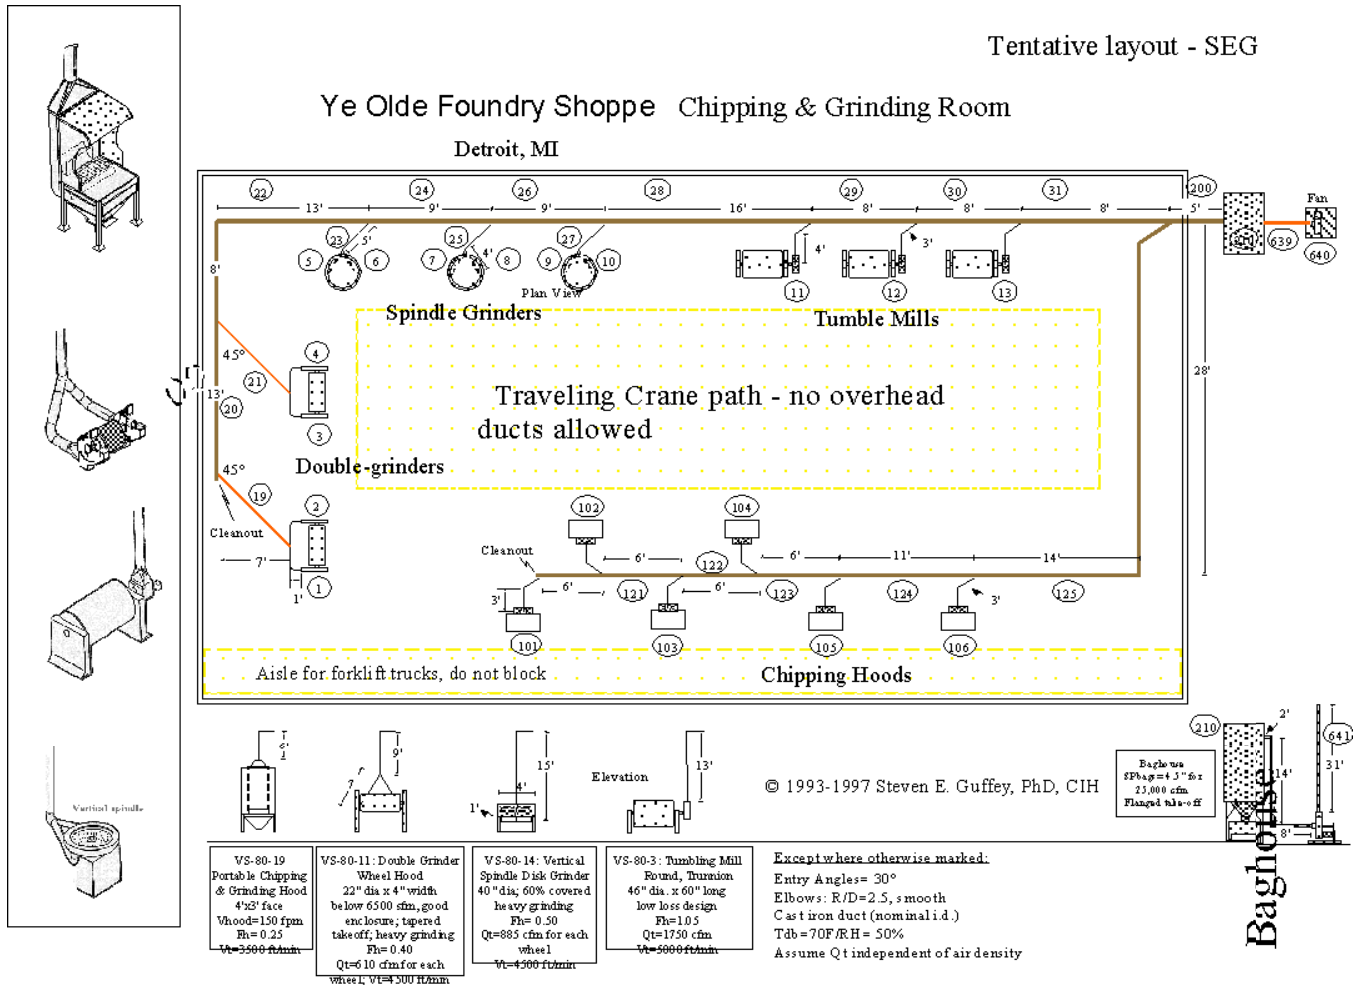 Tentative layout - SEG
Ye Olde Foundry Shoppe Chipping & Grinding Room
Detroit, MI
22
24
26
28
29
30
31
200
13'
9'
9'
16'
8'
8'
8'
5'
Fan
639
640
23
5'
25
4'
27
5
6
7
8
9
10
4'
3'
11
12
13
8'
Plan View
Spindle Grinders
Tumble Mills
45°
21
4
13'
20
3
28'
Traveling Crane path - no overhead
ducts allowed
Double-grinders
45°
19
2
Cleanout
7'
1'
1
102
104
Cleanout
6'
122
6'
11'
14'
3'
6'
121
6'
123
124
3'
125
101
103
105
106
Aisle for forklift trucks, do not block
Chipping Hoods
Vertical spindle
9'
15'
4'
1'
13'
Elevation
© 1993-1997 Steven E. Guffey, PhD, CIH
210
2'
641
14'
31'
8'
Baghouse
SPbags=4.5" for
25,000 cfm
Flanged take-off
Baghouse
VS-80-19
Portable Chipping
& Grinding Hood
4'x3' face
Vhood=150 fpm
Fh= 0.25
Vt=3500 ft/min
VS-80-11: Double Grinder
Wheel Hood
22" dia x 4" width
below 6500 sfm, good
enclosure; tapered
takeoff; heavy grinding
Fh= 0.40
Qt=610 cfm for each
wheel; Vt=4500 ft/min
VS-80-14: Vertical
Spindle Disk Grinder
40" dia; 60% covered
heavy grinding
Fh= 0.50
Qt=885 cfm for each
wheel
Vt=4500 ft/min
VS-80-3: Tumbling Mill
Round, Trunnion
46" dia. x 60" long
low loss design
Fh=1.05
Qt=1750 cfm
Vt=5000 ft/min
Except where otherwise marked:
Entry Angles= 30°
Elbows: R/D=2.5, smooth
Cast iron duct (nominal i.d.)
Tdb=70F/RH= 50%
Assume Qt independent of air density